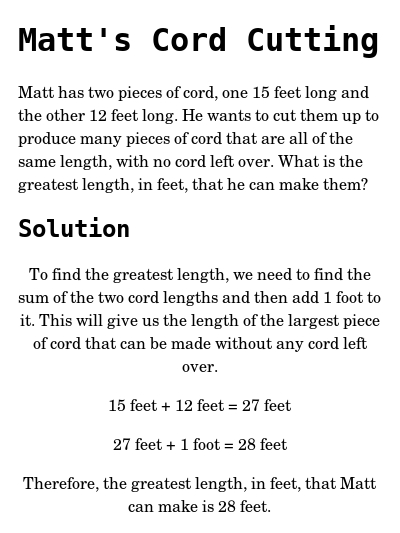 Matt's Cord Cutting
Matt has two pieces of cord, one 15 feet long and
the other 12 feet long. He wants to cut them up to
produce many pieces of cord that are all of the
same length, with no cord left over. What is the
greatest length, in feet, that he can make them?
Solution
To find the greatest length, we need to find the
sum of the two cord lengths and then add 1 foot to
it. This will give us the length of the largest piece
of cord that can be made without any cord left
over.
15 feet + 12 feet = 27 feet
27 feet + 1 foot = 28 feet
Therefore, the greatest length, in feet, that Matt
can make is 28 feet.